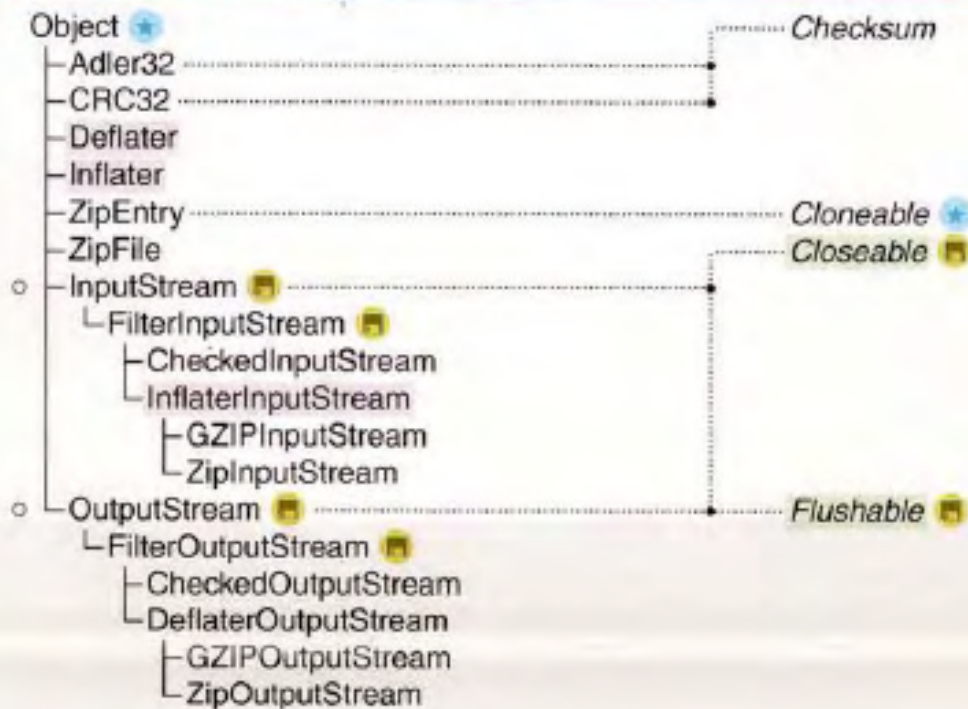 Object Checksum
Adler32
CRC32
Deflater
Inflater
ZipEntry Cloneable
ZipFile Closeable
InputStream
FilterInputStream
CheckedInputStream
InflaterInputStream
GZIPInputStream
ZipInputStream
OutputStream Flushable
FilterOutputStream
CheckedOutputStream
DeflaterOutputStream
GZIPOutputStream
ZipOutputStream